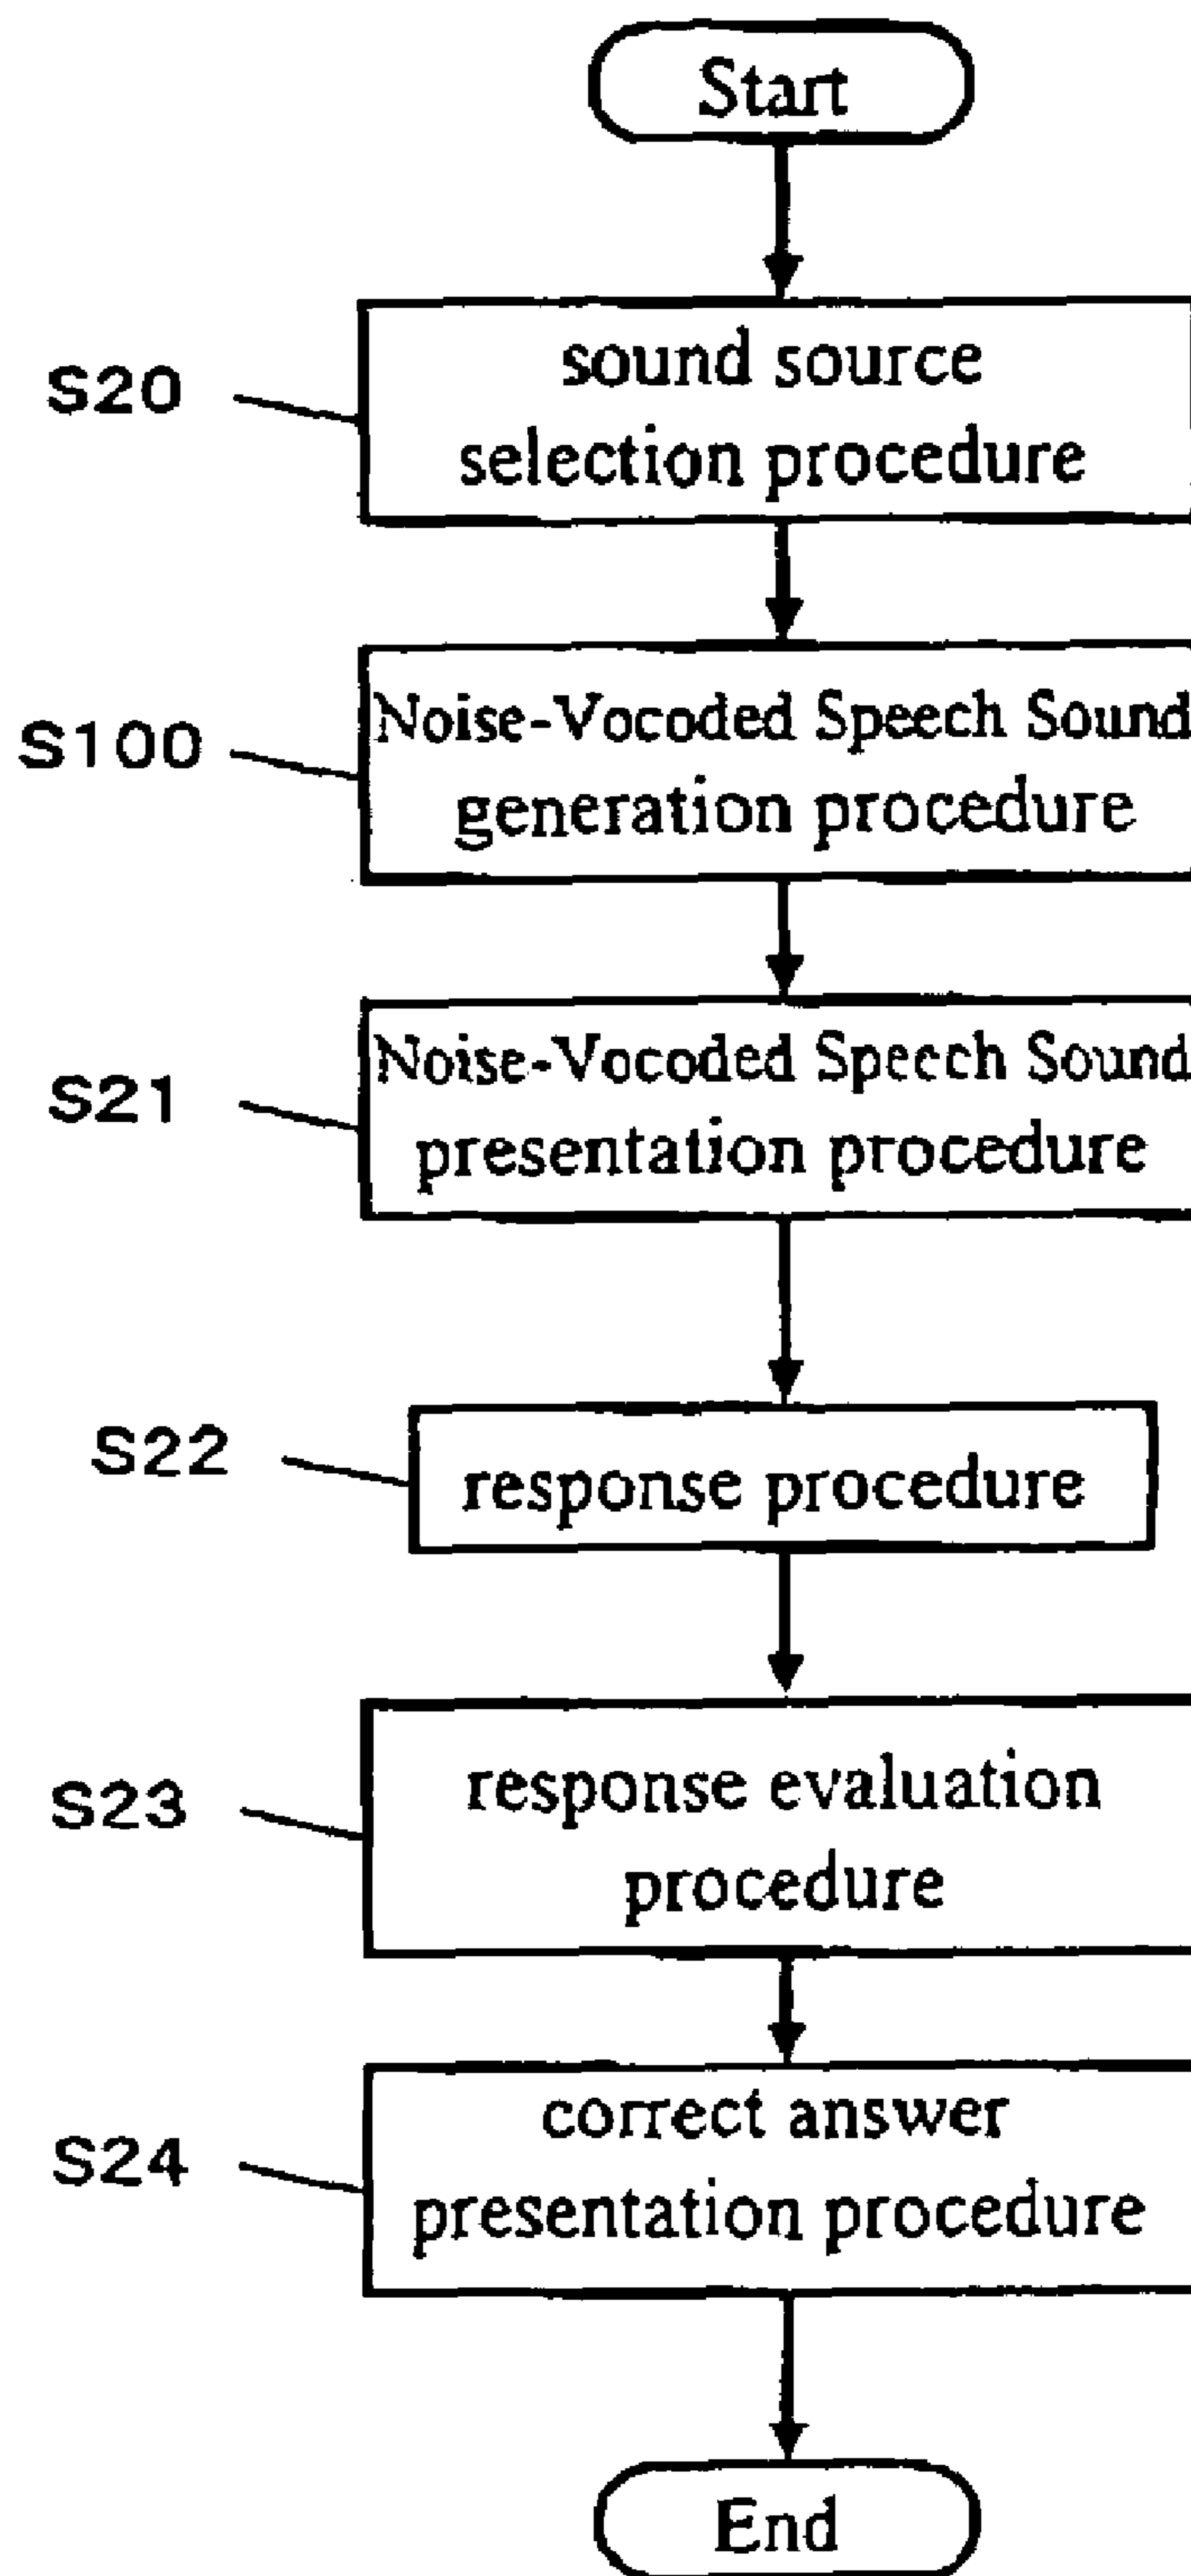 Start
S20
sound source
selection procedure
S100
Noise-Vocoded Speech Sound
generation procedure
S21
Noise-Vocoded Speech Sound
presentation procedure
S22
response procedure
S23
response evaluation
procedure
S24
correct answer
presentation procedure
End